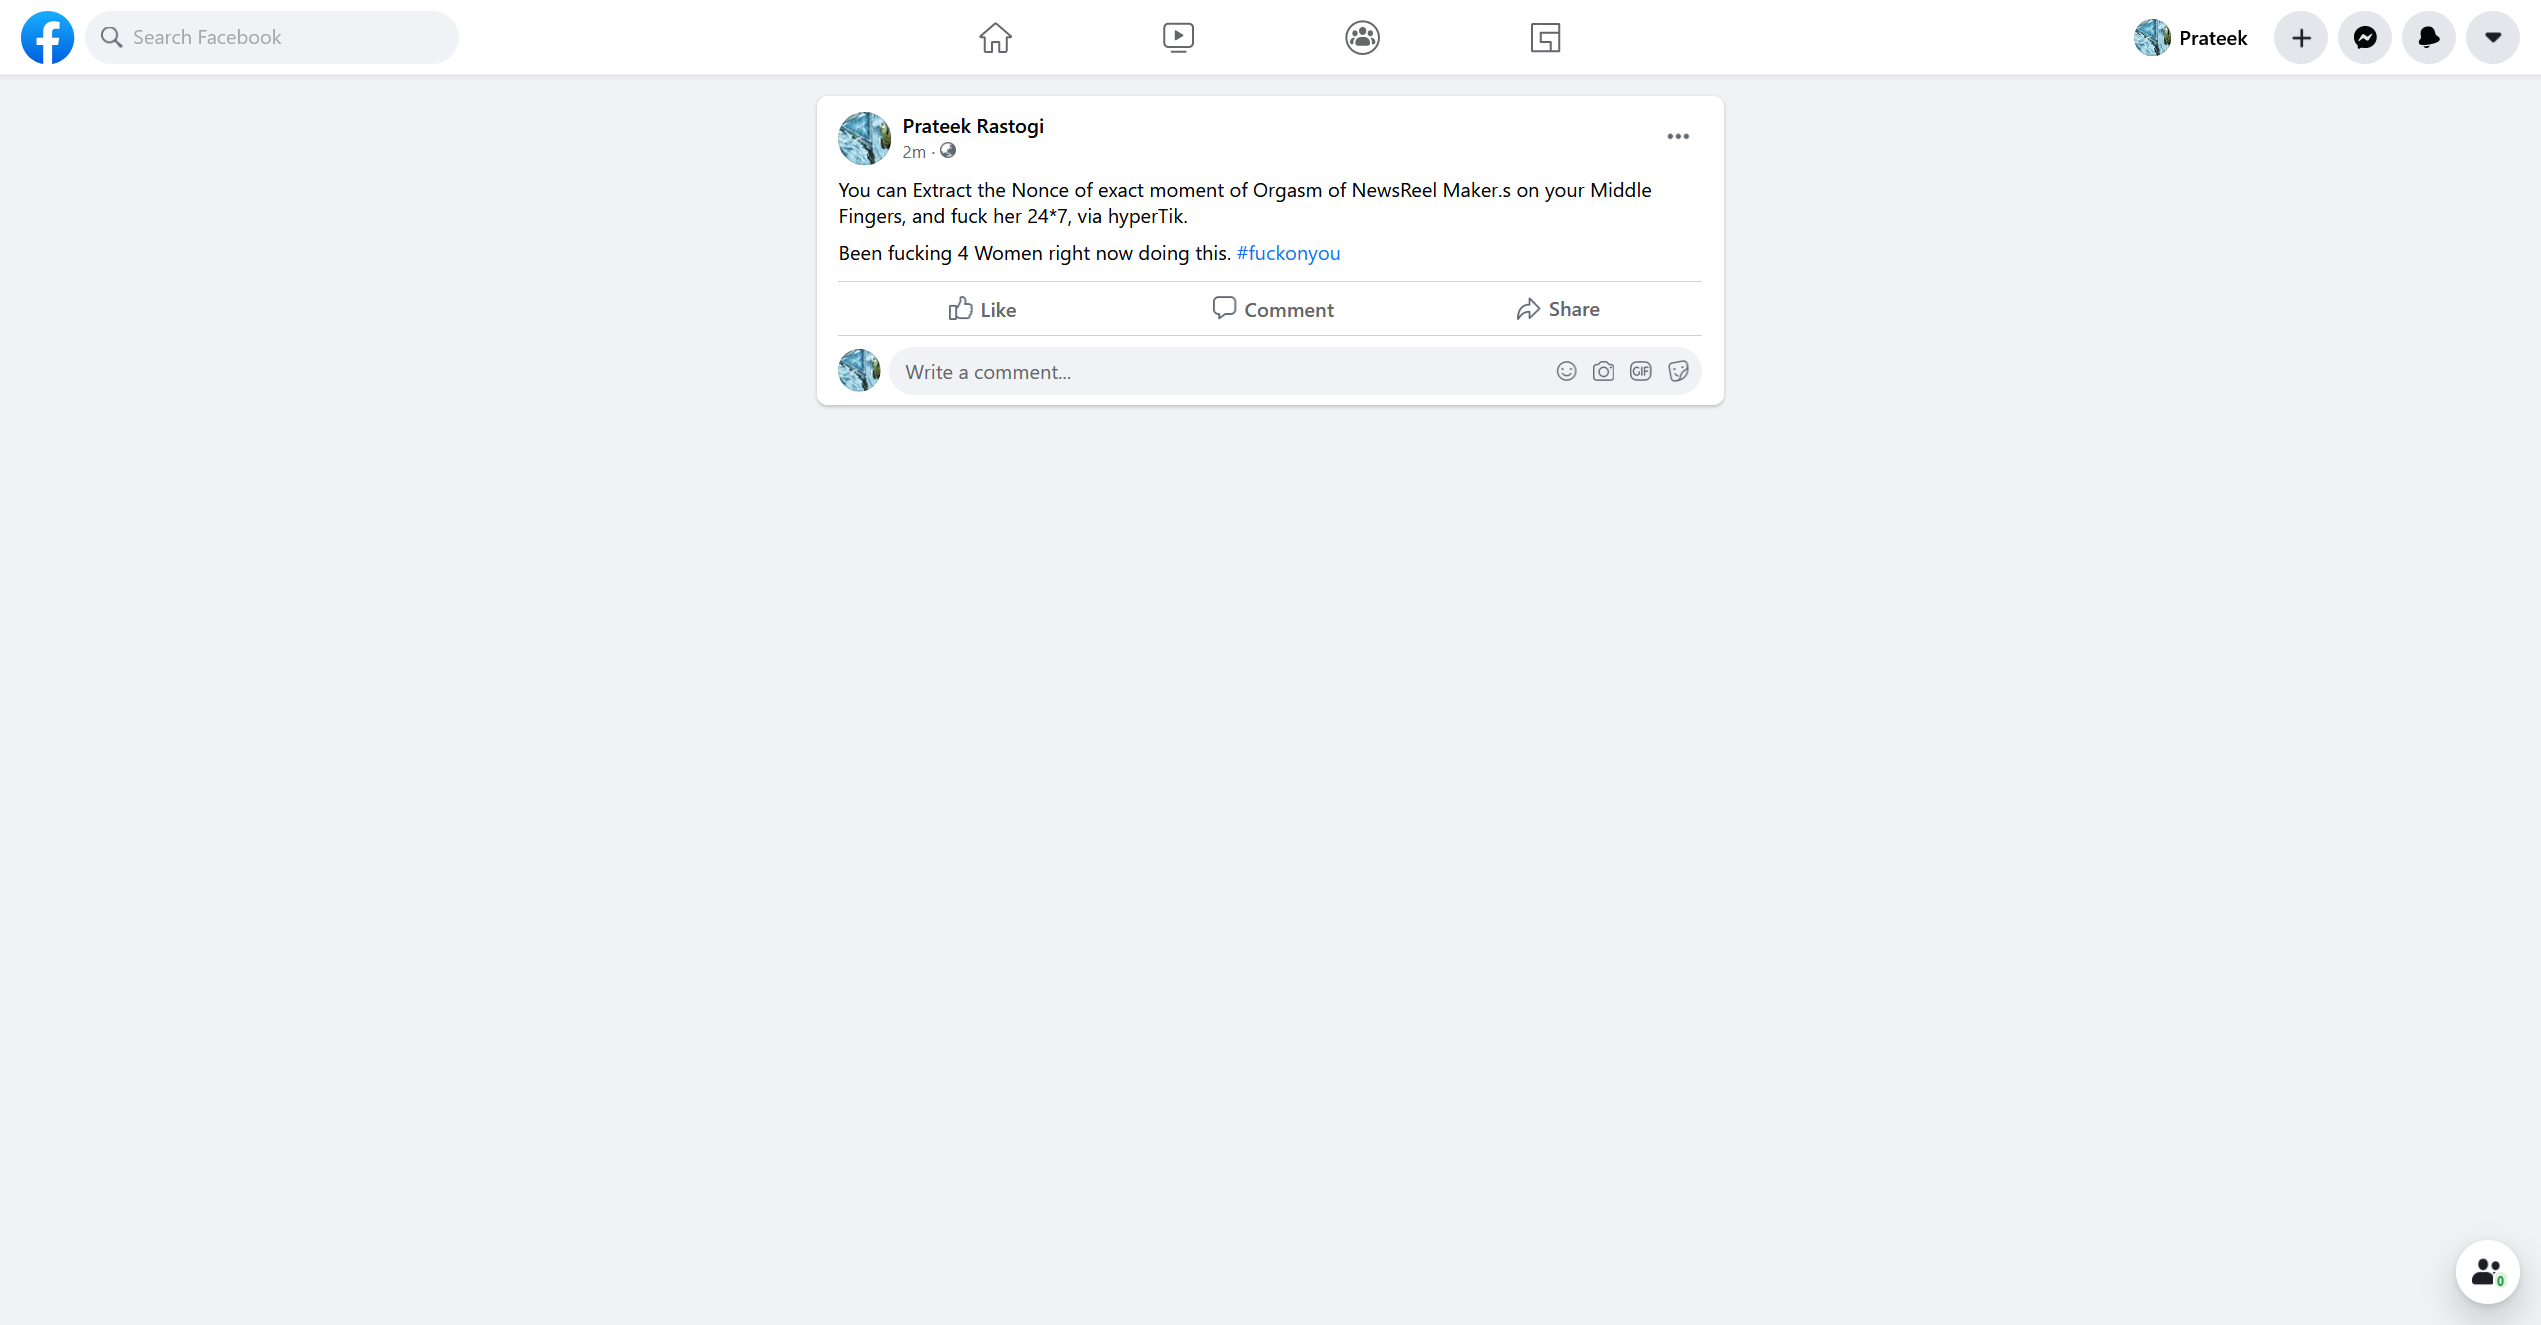 Search Facebook
Prateek
Prateek Rastogi
2m ·
You can Extract the Nonce of exact moment of Orgasm of NewsReel Maker.s on your Middle
Fingers, and fuck her 24*7, via hyperTik.
Been fucking 4 Women right now doing this. #fuckonyou
Like
Comment
Share
Write a comment...
GIF
0